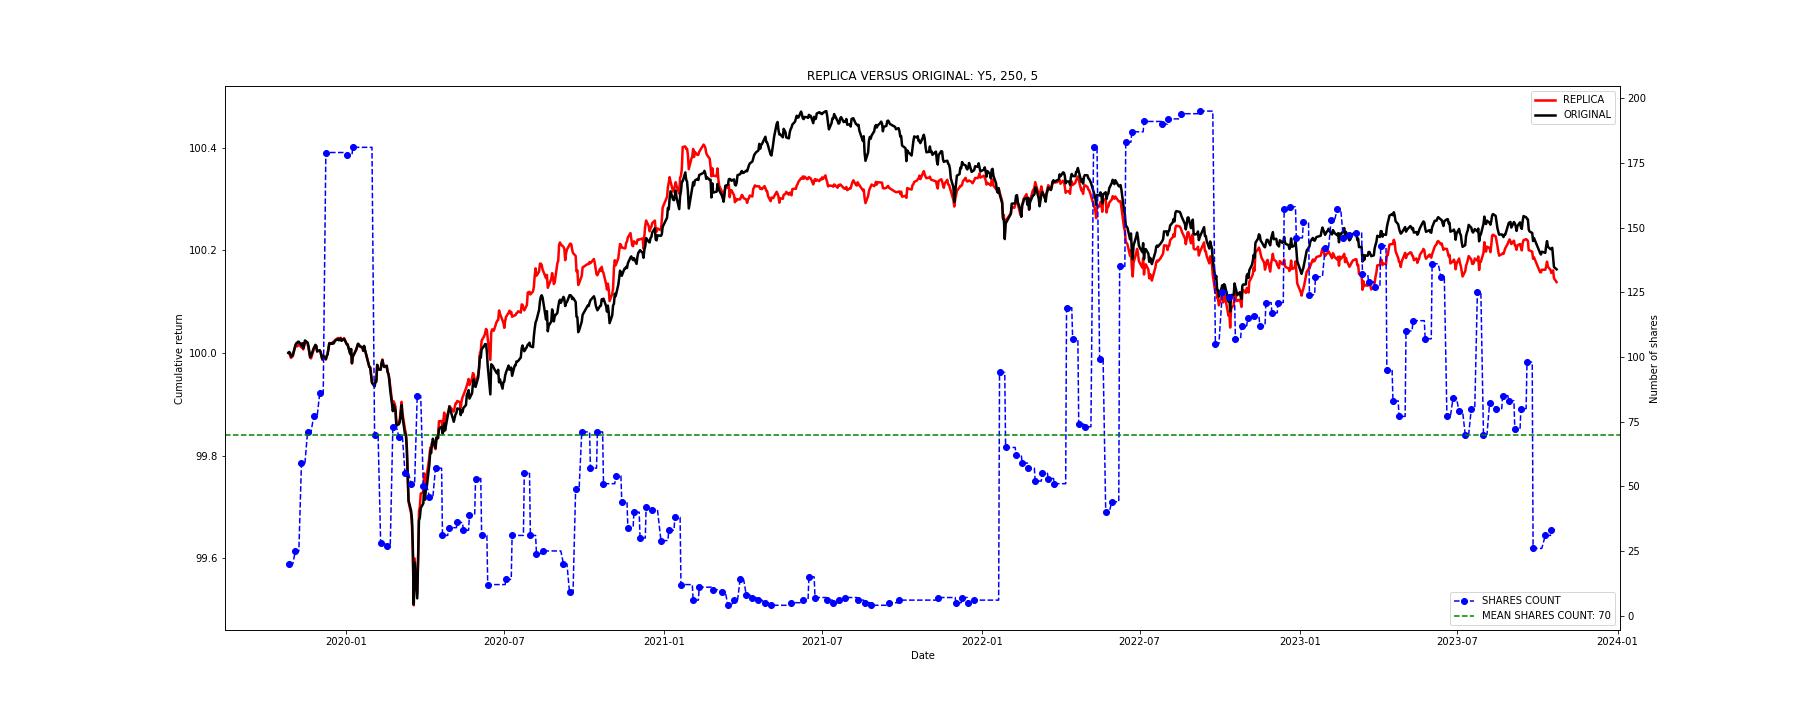 REPLICA VERSUS ORIGINAL: Y5, 250, 5
REPLICA
ORIGINAL
100.4
100.2
100.0
99.8
99.6
Cumulative return
200
175
150
125
100
75
50
25
0
Number of shares
SHARES COUNT
MEAN SHARES COUNT: 70
2020-01
2020-07
2021-01
2021-07
2022-01
2022-07
2023-01
2023-07
2024-01
Date